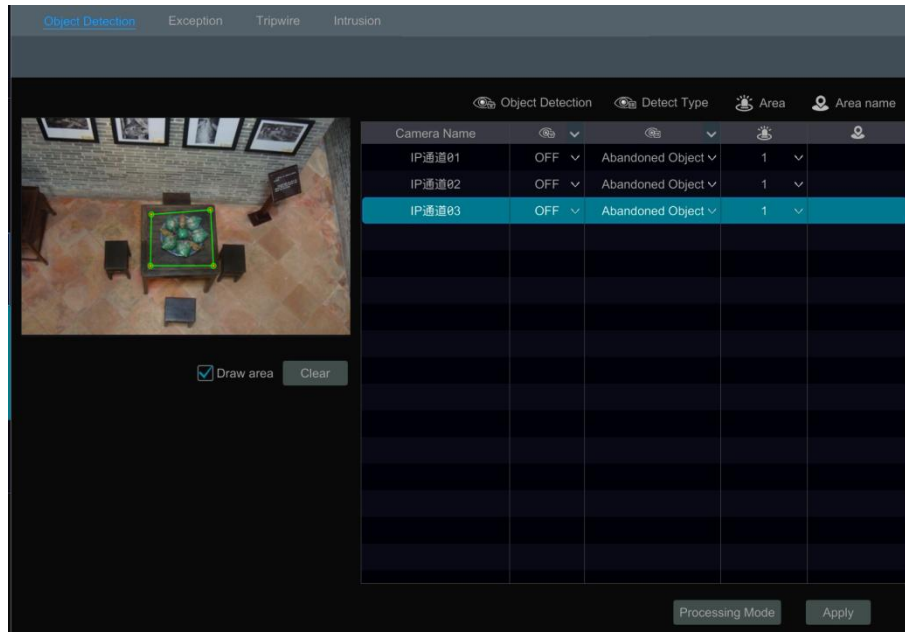 Object Detection Exception Tripwire Intrusion
Object Detection Detect Type Area Area name
Camera Name
IP通道01 OFF Abandoned Object 1
IP通道02 OFF Abandoned Object 1
IP通道03 OFF Abandoned Object 1
Draw area Clear
Processing Mode Apply